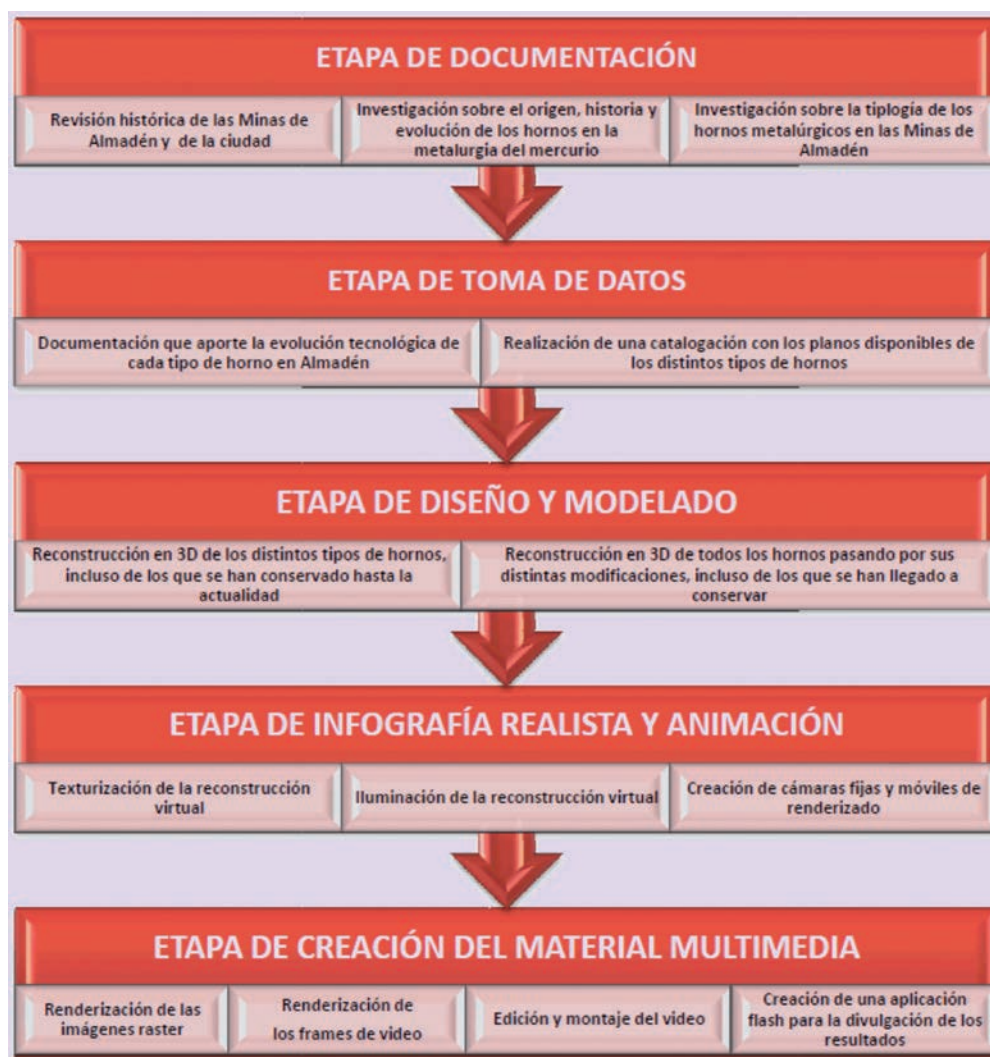 ETAPA DE DOCUMENTACIÓN
Revisión histórica de las Minas de
Almadén y de la ciudad
Investigación sobre el origen, historia y
evolución de los hornos en la
metalurgia del mercurio
Investigación sobre la tiplogía de los
hornos metalúrgicos en las Minas de
Almadén
ETAPA DE TOMA DE DATOS
Documentación que aporte la evolución tecnológica de
cada tipo de horno en Almadén
Realización de una catalogación con los planos disponibles de
los distintos tipos de hornos
ETAPA DE DISEÑO Y MODELADO
Reconstrucción en 3D de los distintos tipos de hornos,
incluso de los que se han conservado hasta la
actualidad
Reconstrucción en 3D de todos los hornos pasando por sus
distintas modificaciones, incluso de los que se han llegado a
conservar
ETAPA DE INFOGRAFÍA REALISTA Y ANIMACIÓN
Texturización de la reconstrucción
virtual
Iluminación de la reconstrucción virtual
Creación de cámaras fijas y móviles de
renderizado
ETAPA DE CREACIÓN DEL MATERIAL MULTIMEDIA
Renderización de las
imágenes raster
Renderización de
los frames de video
Edición y montaje del video
Creación de una aplicación
flash para la divulgación de los
resultados